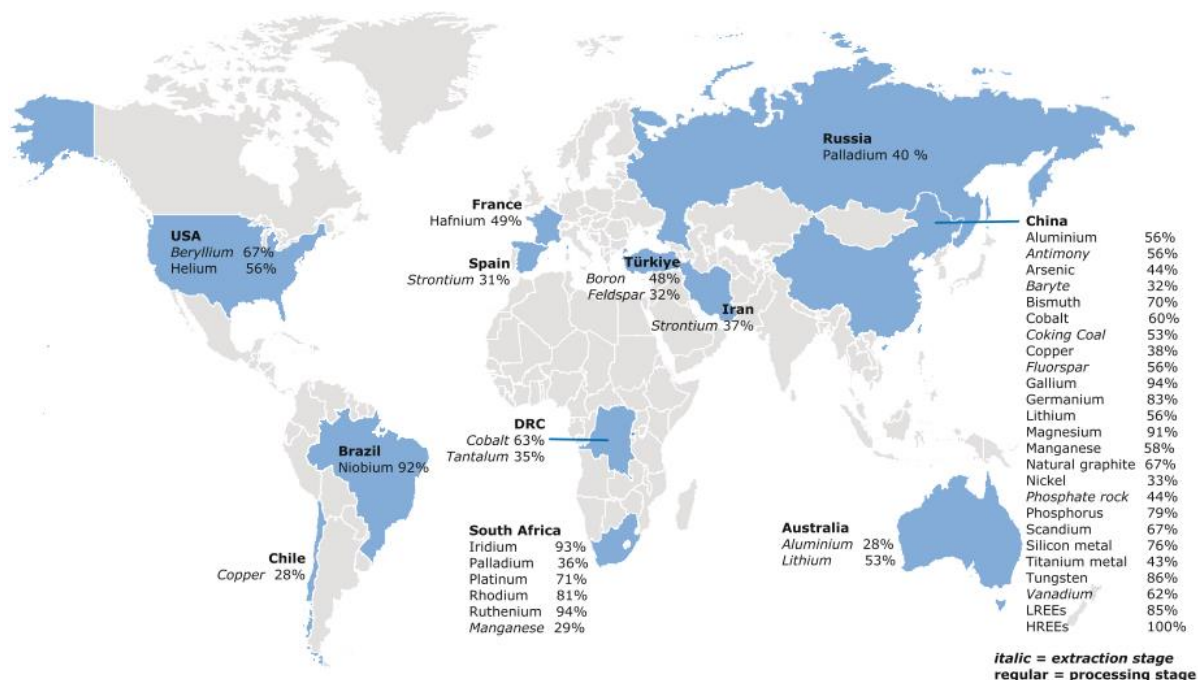 Russia
Palladium 40 %
France
Hafnium 49%
China
Aluminium 56%
Antimony 56%
Arsenic 44%
Baryte 32%
Bismuth 70%
Cobalt 60%
Coking Coal 53%
Copper 38%
Fluorspar 56%
Gallium 94%
Germanium 83%
Lithium 56%
Magnesium 91%
Manganese 58%
Natural graphite 67%
Nickel 33%
Phosphate rock 44%
Phosphorus 79%
Scandium 67%
Silicon metal 76%
Titanium metal 43%
Tungsten 86%
Vanadium 62%
LREEs 85%
HREEs 100%
USA
Beryllium 67%
Helium 56%
Spain
Strontium 31%
Türkiye
Boron 48%
Feldspar 32%
Iran
Strontium 37%
DRC
Cobalt 63%
Tantalum 35%
Brazil
Niobium 92%
South Africa
Iridium 93%
Palladium 36%
Platinum 71%
Rhodium 81%
Ruthenium 94%
Manganese 29%
Australia
Aluminium 28%
Lithium 53%
Chile
Copper 28%
italic = extraction stage
regular = processing stage